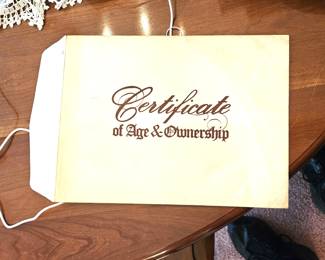 Certificate
of Age & Ownership